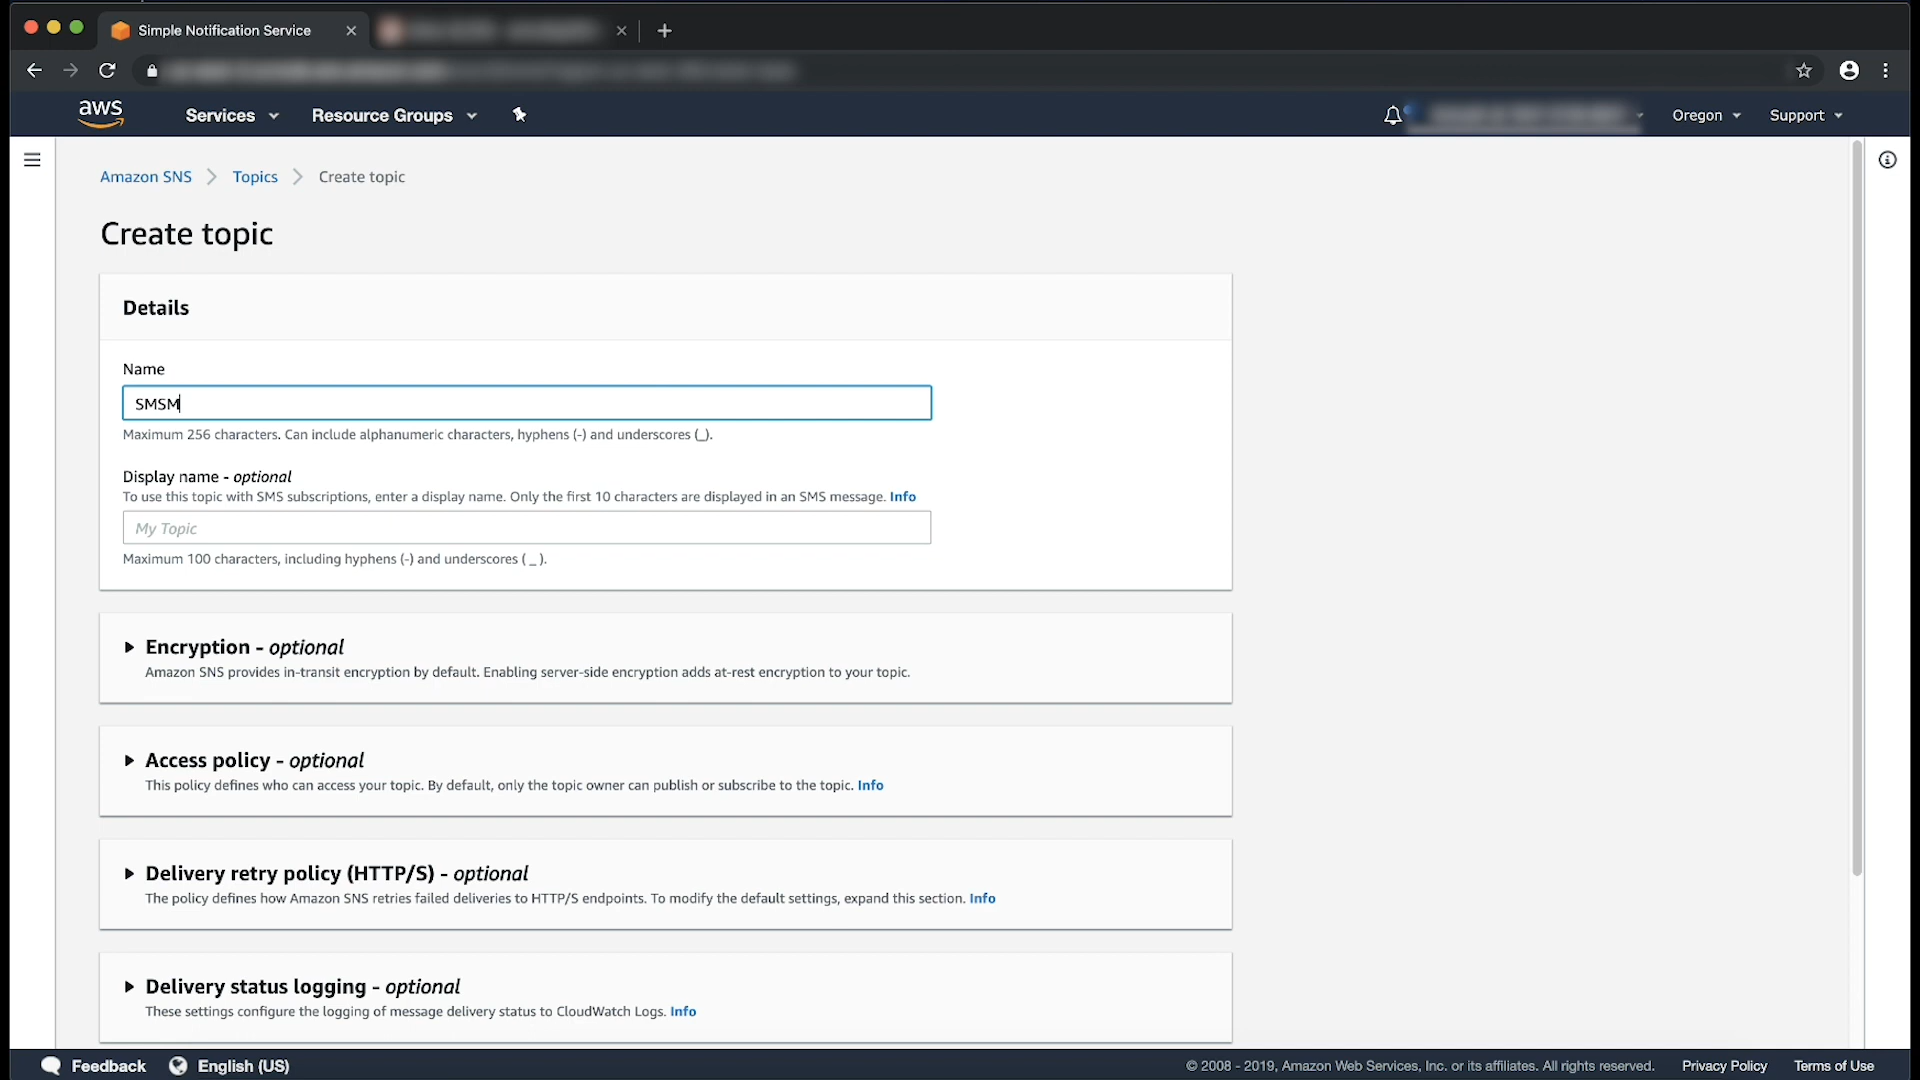 Simple Notification Service
aws
Services
Resource Groups
Oregon
Support
Amazon SNS
Topics
Create topic
Create topic
Details
Name
SMSM
Maximum 256 characters. Can include alphanumeric characters, hyphens (-) and underscores (_).
Display name - optional
To use this topic with SMS subscriptions, enter a display name. Only the first 10 characters are displayed in an SMS message. Info
My Topic
Maximum 100 characters, including hyphens (-) and underscores ( _ ).
Encryption - optional
Amazon SNS provides in-transit encryption by default. Enabling server-side encryption adds at-rest encryption to your topic.
Access policy - optional
This policy defines who can access your topic. By default, only the topic owner can publish or subscribe to the topic. Info
Delivery retry policy (HTTP/S) - optional
The policy defines how Amazon SNS retries failed deliveries to HTTP/S endpoints. To modify the default settings, expand this section. Info
Delivery status logging - optional
These settings configure the logging of message delivery status to CloudWatch Logs. Info
Feedback
English (US)
© 2008 - 2019, Amazon Web Services, Inc. or its affiliates. All rights reserved.
Privacy Policy
Terms of Use